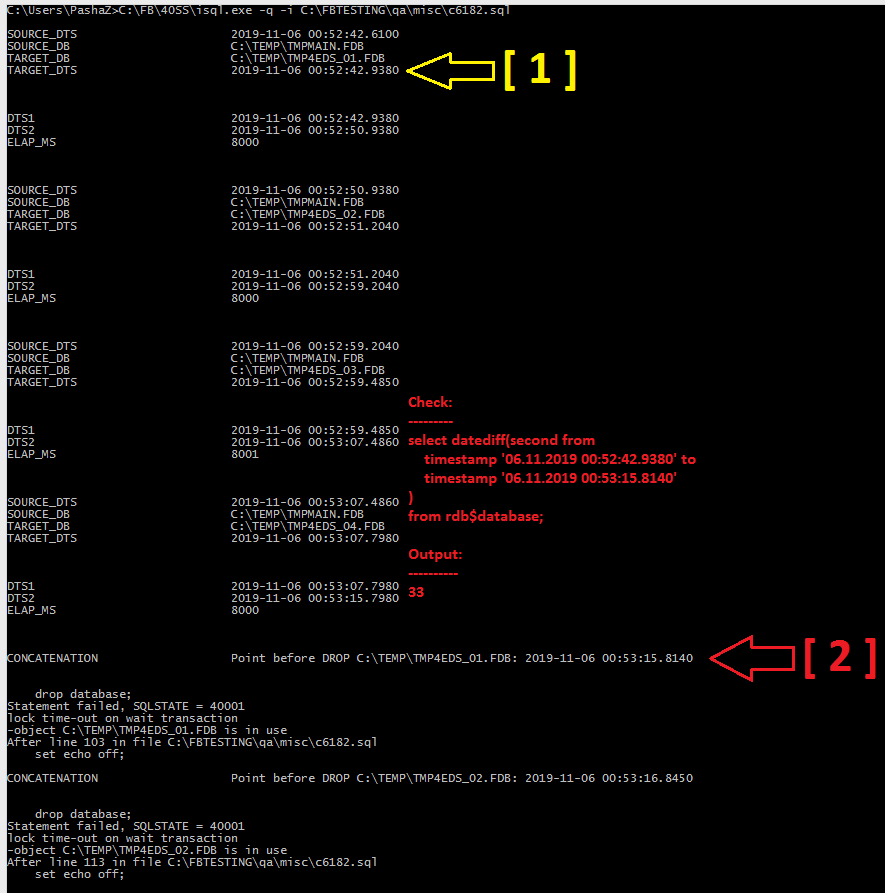 C:\Users\PashaZ>C:\FB\40SS\isql.exe -q -i C:\FBTESTING\qa\misc\c6182.sql
SOURCE_DTS 2019-11-06 00:52:42.6100
SOURCE_DB C:\TEMP\TMPMAIN.FDB
TARGET_DB C:\TEMP\TMP4EDS_01.FDB
TARGET_DTS 2019-11-06 00:52:42.9380
[ 1 ]
DTS1 2019-11-06 00:52:42.9380
DTS2 2019-11-06 00:52:50.9380
ELAP_MS 8000
SOURCE_DTS 2019-11-06 00:52:50.9380
SOURCE_DB C:\TEMP\TMPMAIN.FDB
TARGET_DB C:\TEMP\TMP4EDS_02.FDB
TARGET_DTS 2019-11-06 00:52:51.2040
DTS1 2019-11-06 00:52:51.2040
DTS2 2019-11-06 00:52:59.2040
ELAP_MS 8000
SOURCE_DTS 2019-11-06 00:52:59.2040
SOURCE_DB C:\TEMP\TMPMAIN.FDB
TARGET_DB C:\TEMP\TMP4EDS_03.FDB
TARGET_DTS 2019-11-06 00:52:59.4850
DTS1 2019-11-06 00:52:59.4850
DTS2 2019-11-06 00:53:07.4860
ELAP_MS 8001
SOURCE_DTS 2019-11-06 00:53:07.4860
SOURCE_DB C:\TEMP\TMPMAIN.FDB
TARGET_DB C:\TEMP\TMP4EDS_04.FDB
TARGET_DTS 2019-11-06 00:53:07.7980
DTS1 2019-11-06 00:53:07.7980
DTS2 2019-11-06 00:53:15.7980
ELAP_MS 8000
Check:
---------
select datediff(second from
timestamp '06.11.2019 00:52:42.9380' to
timestamp '06.11.2019 00:53:15.8140'
)
from rdb$database;
Output:
----------
33
CONCATENATION Point before DROP C:\TEMP\TMP4EDS_01.FDB: 2019-11-06 00:53:15.8140
[ 2 ]
drop database;
Statement failed, SQLSTATE = 40001
lock time-out on wait transaction
-object C:\TEMP\TMP4EDS_01.FDB is in use
After line 103 in file C:\FBTESTING\qa\misc\c6182.sql
set echo off;
CONCATENATION Point before DROP C:\TEMP\TMP4EDS_02.FDB: 2019-11-06 00:53:16.8450
drop database;
Statement failed, SQLSTATE = 40001
lock time-out on wait transaction
-object C:\TEMP\TMP4EDS_02.FDB is in use
After line 113 in file C:\FBTESTING\qa\misc\c6182.sql
set echo off;